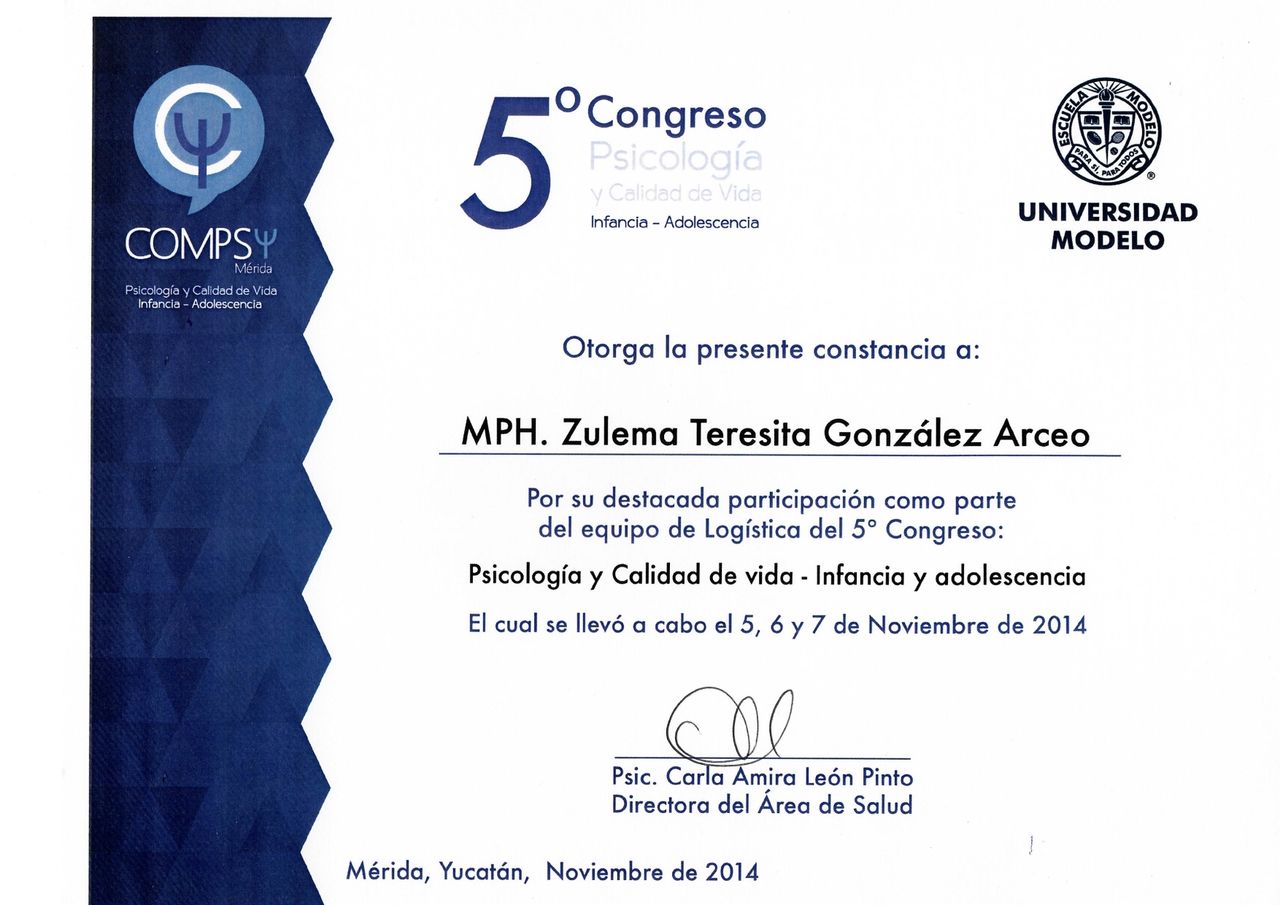 COMPSψ
Mérida
Psicología y Calidad de Vida
Infancia - Adolescencia
5º Congreso
Psicología
y Calidad de Vida
Infancia - Adolescencia
ESCUELA MODELO
PARA SÍ, PARA TODOS
®
UNIVERSIDAD
MODELO
Otorga la presente constancia a:
MPH. Zulema Teresita González Arceo
Por su destacada participación como parte
del equipo de Logística del 5º Congreso:
Psicología y Calidad de vida - Infancia y adolescencia
El cual se llevó a cabo el 5, 6 y 7 de Noviembre de 2014
Psic. Carla Amira León Pinto
Directora del Área de Salud
Mérida, Yucatán, Noviembre de 2014